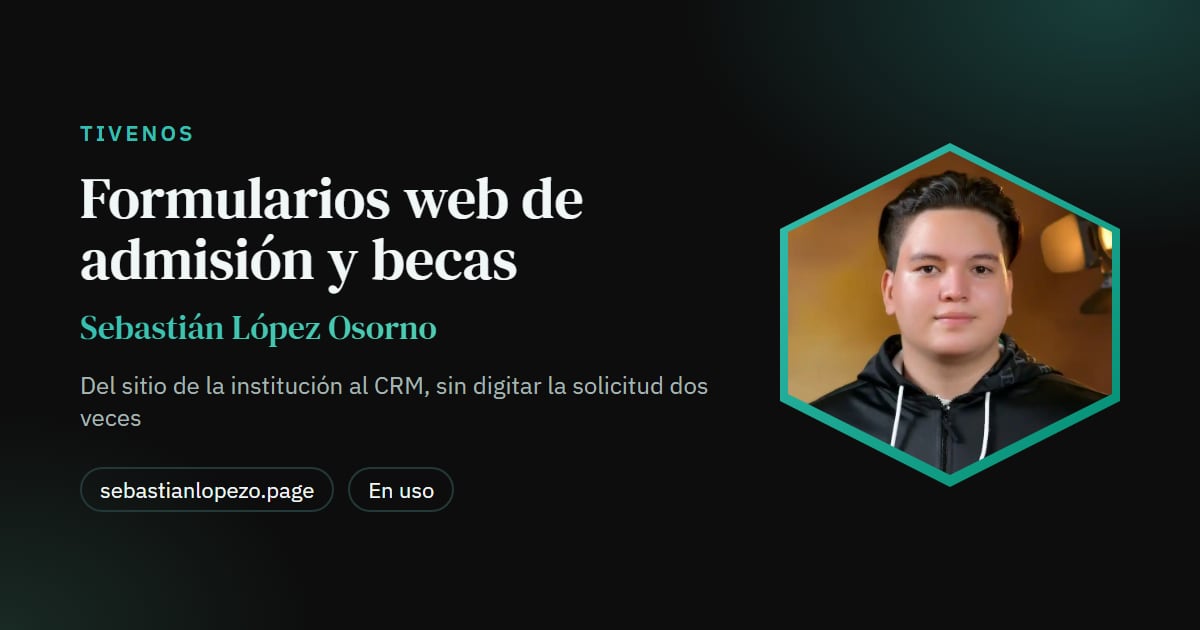 TIVENOS
Formularios web de
admisión y becas
Sebastián López Osorno
Del sitio de la institución al CRM, sin digitar la solicitud dos
veces
sebastianlopezo.page
En uso